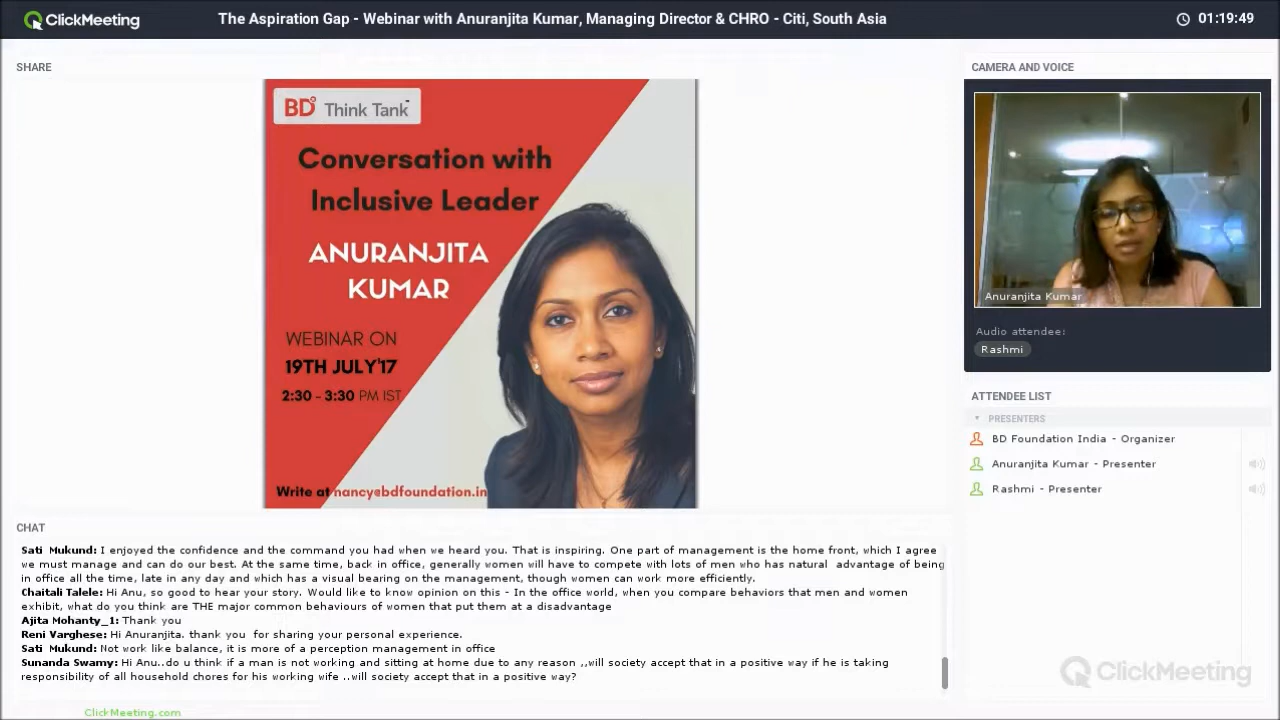 ClickMeeting
The Aspiration Gap - Webinar with Anuranjita Kumar, Managing Director & CHRO - Citi, South Asia
01:19:49
SHARE
BD Think Tank
Conversation with
Inclusive Leader
ANURANJITA
KUMAR
WEBINAR ON
19TH JULY'17
2:30 - 3:30 PM IST
Write at nancy@bdfoundation.in
CAMERA AND VOICE
Anuranjita Kumar
Audio attendee:
Rashmi
ATTENDEE LIST
PRESENTERS
BD Foundation India - Organizer
Anuranjita Kumar - Presenter
Rashmi - Presenter
CHAT
Sati Mukund: I enjoyed the confidence and the command you had when we heard you. That is inspiring. One part of management is the home front, which I agree
we must manage and can do our best. At the same time, back in office, generally women will have to compete with lots of men who has natural advantage of being
in office all the time, late in any day and which has a visual bearing on the management, though women can work more efficiently.
Chaitali Talele: Hi Anu, so good to hear your story. Would like to know opinion on this - In the office world, when you compare behaviors that men and women
exhibit, what do you think are THE major common behaviours of women that put them at a disadvantage
Ajita Mohanty_1: Thank you
Reni Varghese: Hi Anuranjita. thank you for sharing your personal experience.
Sati Mukund: Not work like balance, it is more of a perception management in office
Sunanda Swamy: Hi Anu..do u think if a man is not working and sitting at home due to any reason ,,will society accept that in a positive way if he is taking
responsibility of all household chores for his working wife ..will society accept that in a positive way?
ClickMeeting
ClickMeeting.com